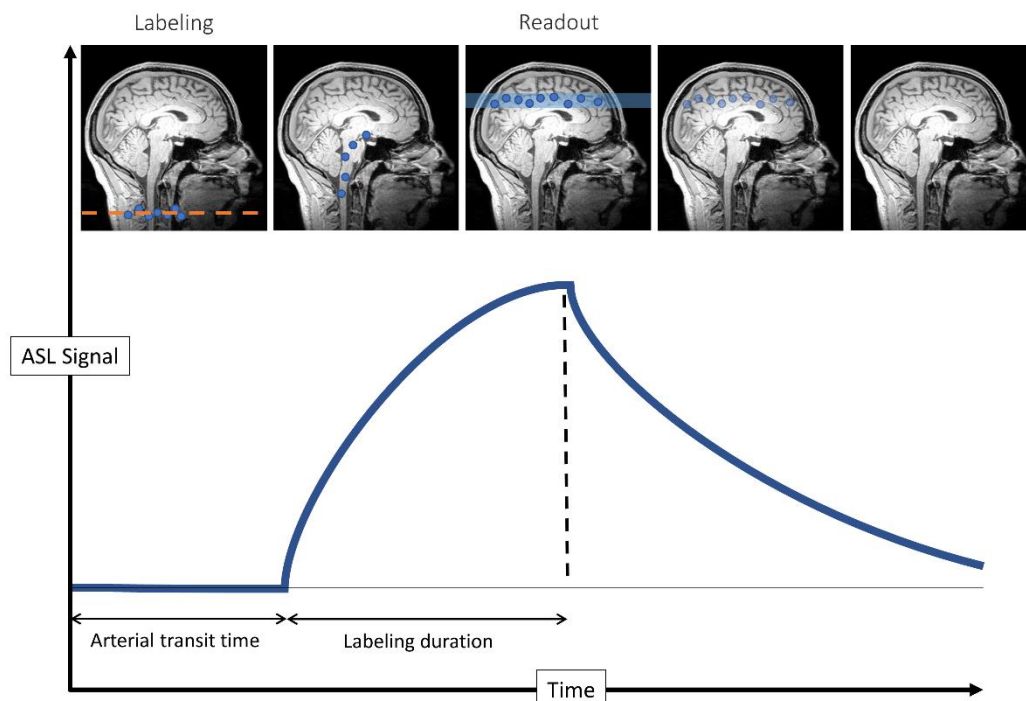 Labeling
Readout
ASL Signal
Arterial transit time
Labeling duration
Time